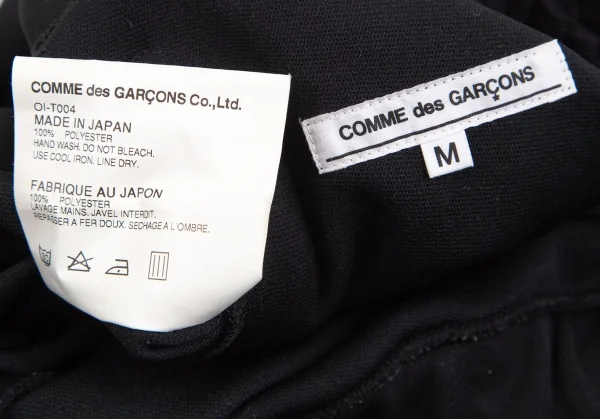 COMME des GARÇONS Co., Ltd.
OI-T004
MADE IN JAPAN
100% POLYESTER
HAND WASH. DO NOT BLEACH.
USE COOL IRON. LINE DRY.
FABRIQUE AU JAPON
100% POLYESTER
LAVAGE MAINS. JAVEL INTERDIT.
REPASSER A FER DOUX. SECHAGE A L'OMBRE.
COMME des GARÇONS
M